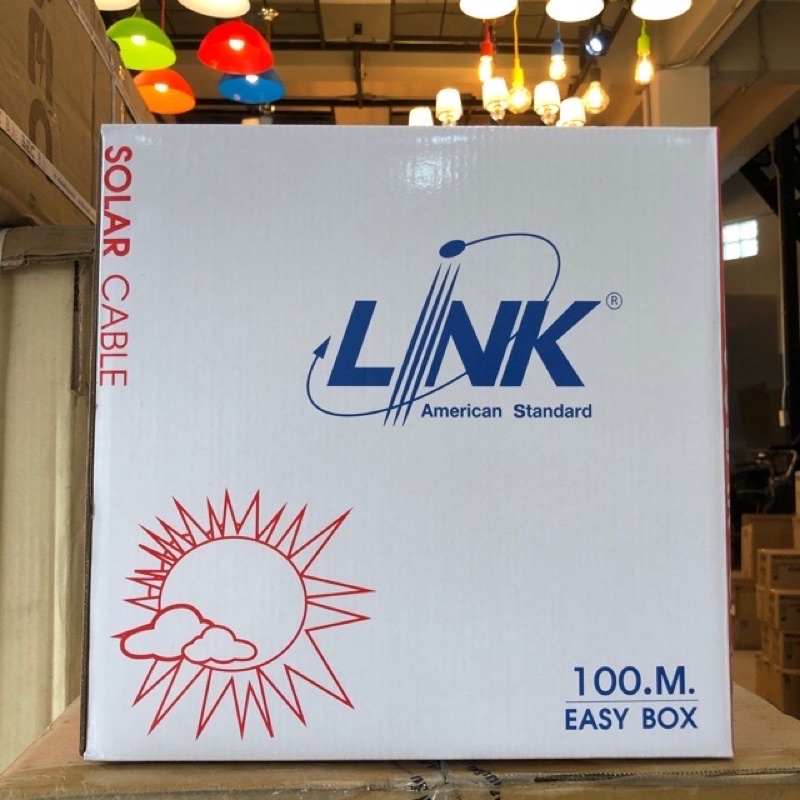 SOLAR CABLE
LINK®
American Standard
100.M.
EASY BOX